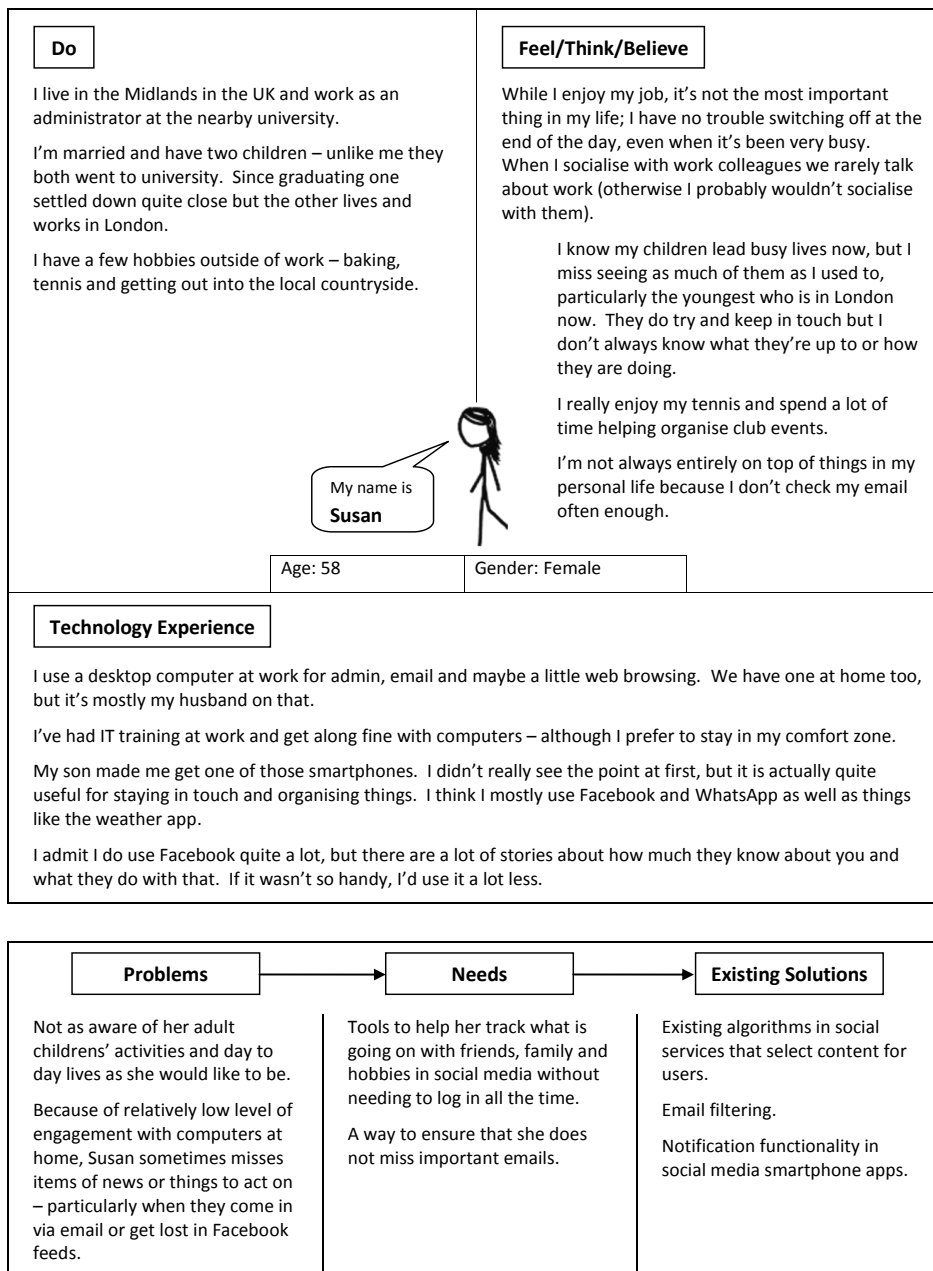 Do
I live in the Midlands in the UK and work as an
administrator at the nearby university.
I'm married and have two children – unlike me they
both went to university.  Since graduating one
settled down quite close but the other lives and
works in London.
I have a few hobbies outside of work – baking,
tennis and getting out into the local countryside.
Feel/Think/Believe
While I enjoy my job, it's not the most important
thing in my life; I have no trouble switching off at the
end of the day, even when it's been very busy.
When I socialise with work colleagues we rarely talk
about work (otherwise I probably wouldn't socialise
with them).
I know my children lead busy lives now, but I
miss seeing as much of them as I used to,
particularly the youngest who is in London
now.  They do try and keep in touch but I
don't always know what they're up to or how
they are doing.
I really enjoy my tennis and spend a lot of
time helping organise club events.
I'm not always entirely on top of things in my
personal life because I don't check my email
often enough.
My name is
Susan
Age: 58
Gender: Female
Technology Experience
I use a desktop computer at work for admin, email and maybe a little web browsing.  We have one at home too,
but it's mostly my husband on that.
I've had IT training at work and get along fine with computers – although I prefer to stay in my comfort zone.
My son made me get one of those smartphones.  I didn't really see the point at first, but it is actually quite
useful for staying in touch and organising things.  I think I mostly use Facebook and WhatsApp as well as things
like the weather app.
I admit I do use Facebook quite a lot, but there are a lot of stories about how much they know about you and
what they do with that.  If it wasn't so handy, I'd use it a lot less.
Problems
Not as aware of her adult
childrens' activities and day to
day lives as she would like to be.
Because of relatively low level of
engagement with computers at
home, Susan sometimes misses
items of news or things to act on
– particularly when they come in
via email or get lost in Facebook
feeds.
Needs
Tools to help her track what is
going on with friends, family and
hobbies in social media without
needing to log in all the time.
A way to ensure that she does
not miss important emails.
Existing Solutions
Existing algorithms in social
services that select content for
users.
Email filtering.
Notification functionality in
social media smartphone apps.